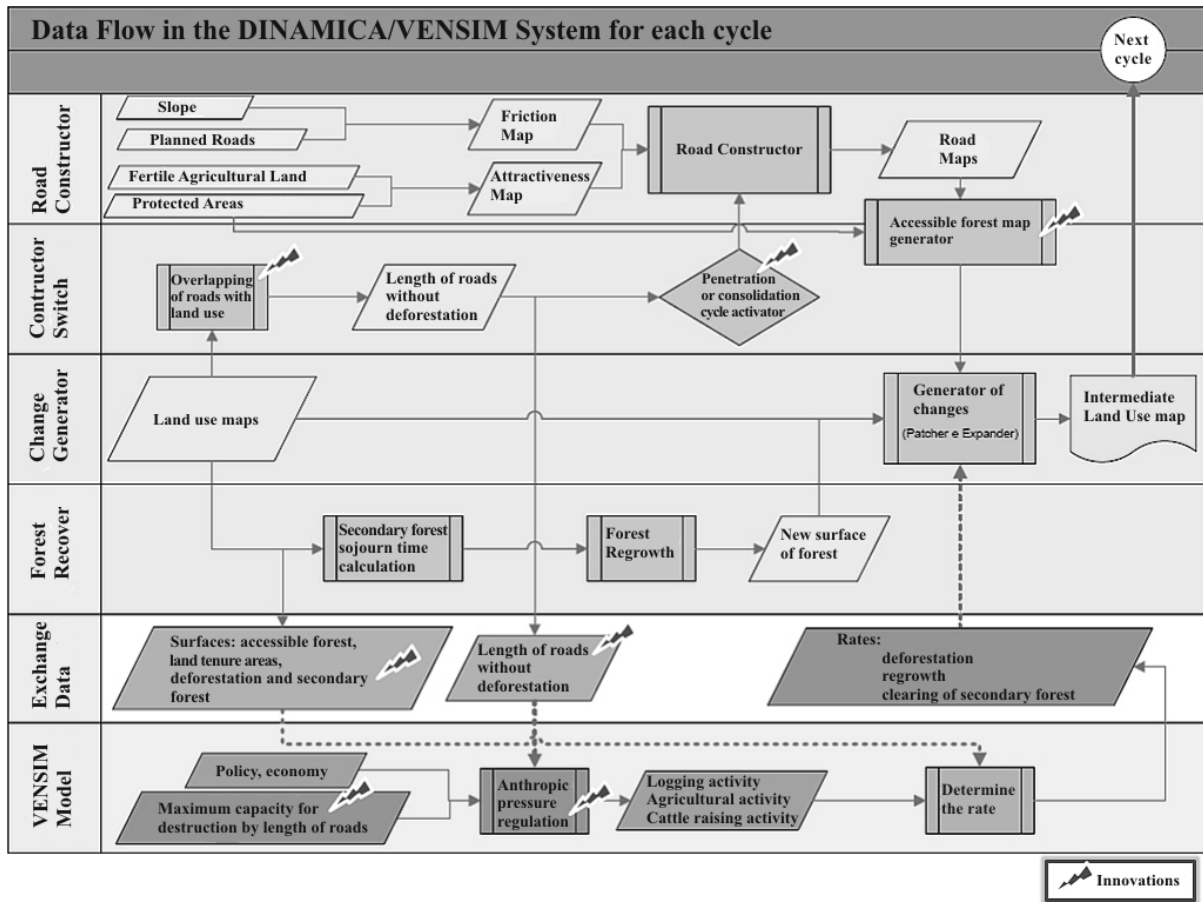 Data Flow in the DINAMICA/VENSIM System for each cycle
Next
cycle
Road
Constructor
Slope
Planned Roads
Fertile Agricultural Land
Protected Areas
Friction
Map
Attractiveness
Map
Road Constructor
Road
Maps
Accessible forest map
generator
Contructor
Switch
Overlapping
of roads with
land use
Length of roads
without
deforestation
Penetration
or consolidation
cycle activator
Change
Generator
Land use maps
Generator of
changes
(Patcher e Expander)
Intermediate
Land Use map
Forest
Recover
Secondary forest
sojourn time
calculation
Forest
Regrowth
New surface
of forest
Exchange
Data
Surfaces: accessible forest,
land tenure areas,
deforestation and secondary
forest
Length of roads
without
deforestation
Rates:
deforestation
regrowth
clearing of secondary forest
VENSIM
Model
Policy, economy
Maximum capacity for
destruction by length of roads
Anthropic
pressure
regulation
Logging activity
Agricultural activity
Cattle raising activity
Determine
the rate
Innovations